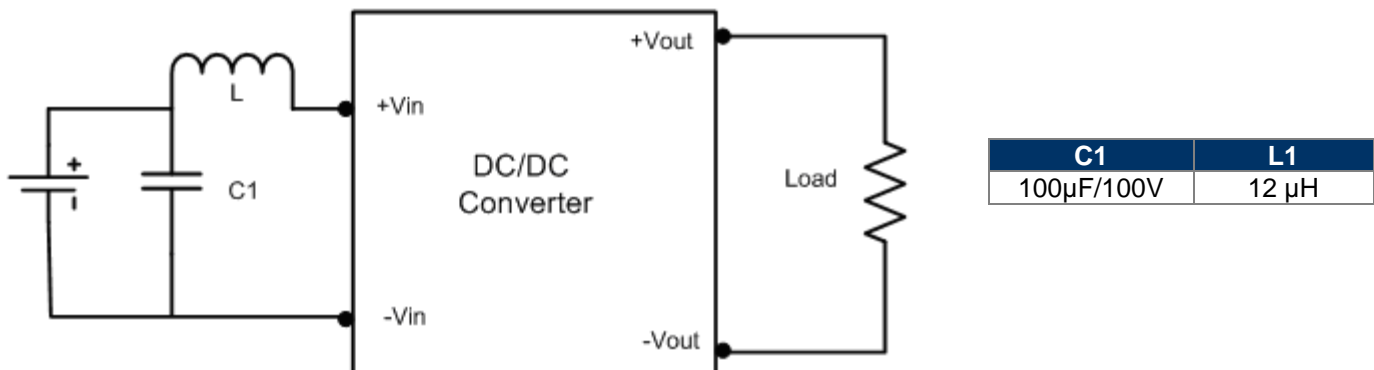 +Vout
L
+Vin
+
DC/DC
Converter
C1
Load
-Vin
-Vout
C1 L1
100µF/100V 12 µH